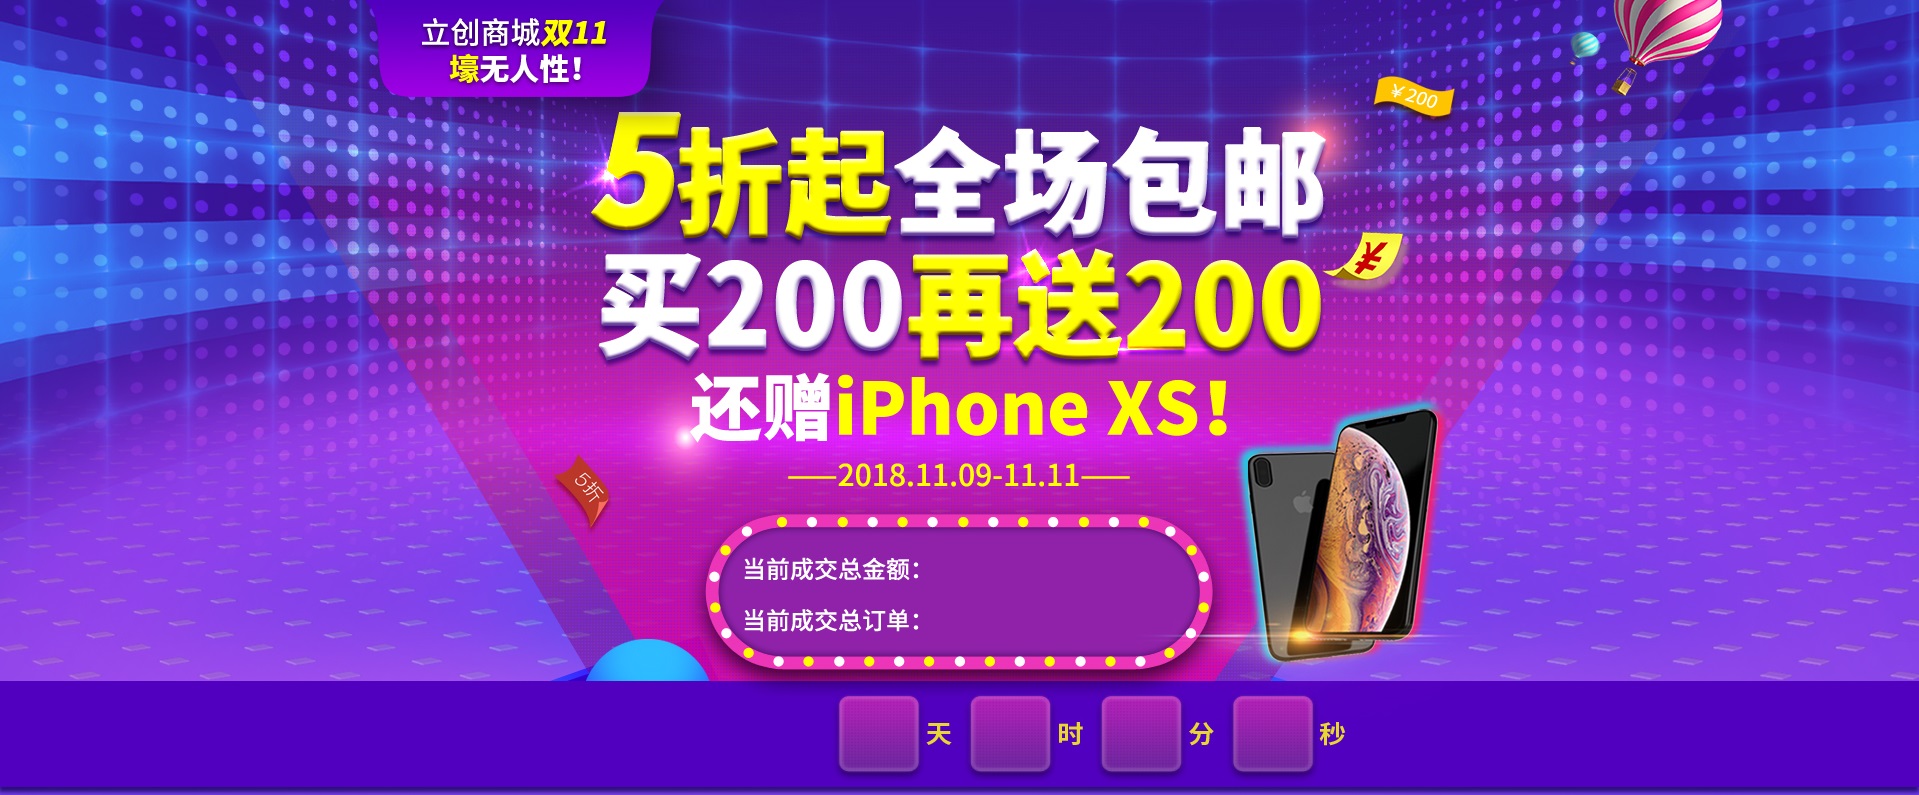 立创商城双11
壕无人性！
￥200
5折起全场包邮
￥
买200再送200
还赠iPhone XS！
——2018.11.09-11.11——
5折
当前成交总金额：
当前成交总订单：
天 时 分 秒